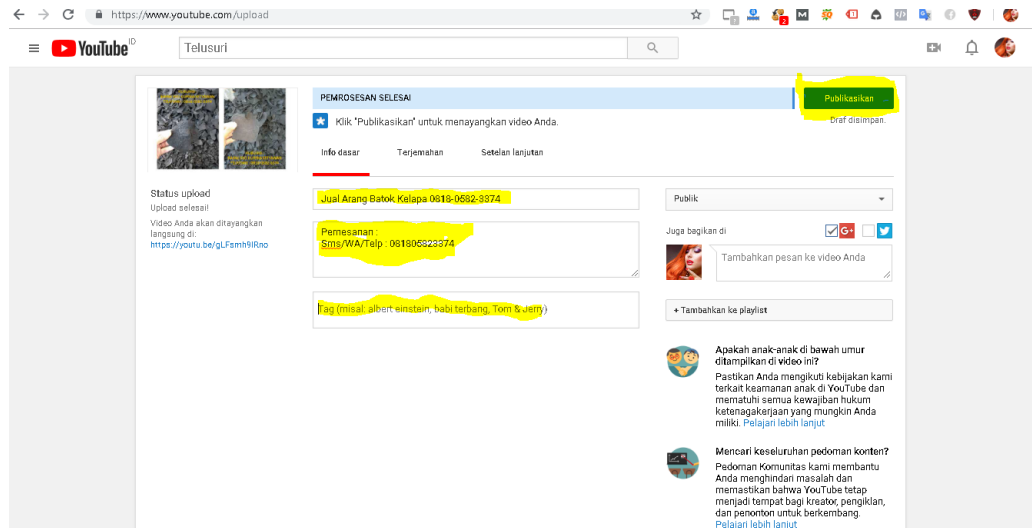 https://www.youtube.com/upload
YouTube ID
Telusuri
PEMROSESAN SELESAI
Publikasikan
Klik "Publikasikan" untuk menayangkan video Anda.
Draf disimpan.
Info dasar
Terjemahan
Setelan lanjutan
Status upload
Upload selesai!
Video Anda akan ditayangkan
langsung di:
https://youtu.be/gLFsmh9IRno
Jual Arang Batok Kelapa 0818-0582-3374
Pemesanan :
Sms/WA/Telp : 081805823374
Tag (misal: albert einstein, babi terbang, Tom & Jerry)
Publik
Juga bagikan di
G+
Tambahkan pesan ke video Anda
+ Tambahkan ke playlist
Apakah anak-anak di bawah umur
ditampilkan di video ini?
Pastikan Anda mengikuti kebijakan kami
terkait keamanan anak di YouTube dan
mematuhi semua kewajiban hukum
ketenagakerjaan yang mungkin Anda
miliki. Pelajari lebih lanjut
Mencari keseluruhan pedoman konten?
Pedoman Komunitas kami membantu
Anda menghindari masalah dan
memastikan bahwa YouTube tetap
menjadi tempat bagi kreator, pengiklan,
dan penonton untuk berkembang.
Pelajari lebih lanjut